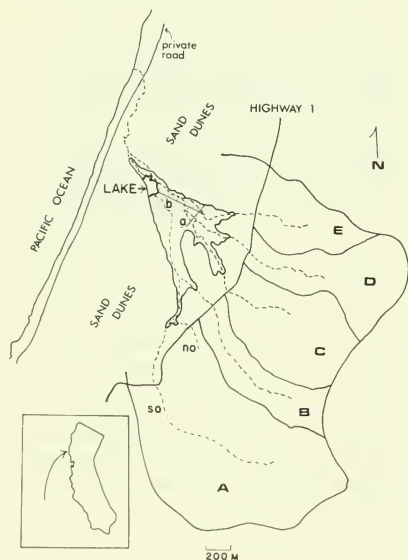 private
road
SAND DUNES
HIGHWAY 1
N
PACIFIC OCEAN
LAKE
b
a
E
D
SAND
DUNES
C
no
B
so
A
200 M